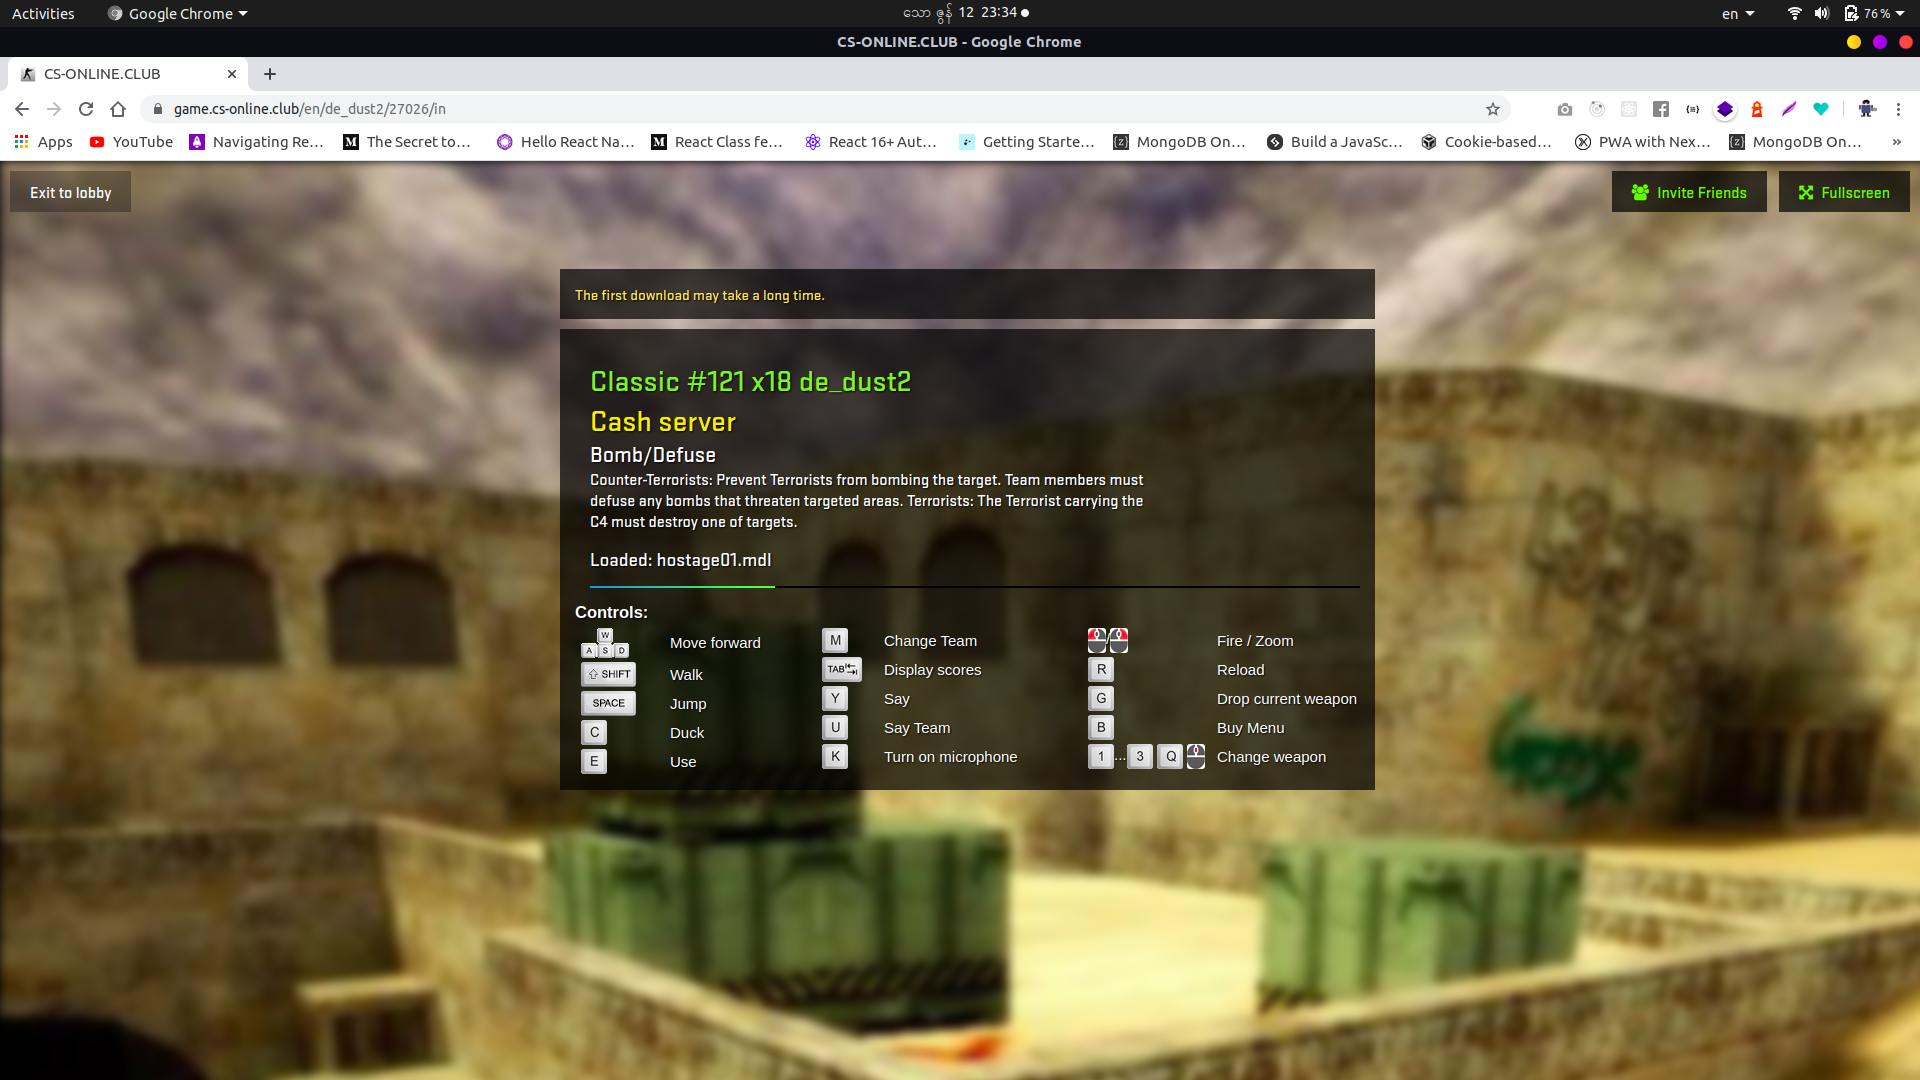 Activities
Google Chrome
သော ဇွန် 12 23:34
en
76 %
CS-ONLINE.CLUB - Google Chrome
CS-ONLINE.CLUB
game.cs-online.club/en/de_dust2/27026/in
Apps
YouTube
Navigating Re…
The Secret to…
Hello React Na…
React Class fe…
React 16+ Aut…
Getting Starte…
MongoDB On…
Build a JavaSc…
Cookie-based…
PWA with Nex…
MongoDB On…
»
Exit to lobby
Invite Friends
Fullscreen
The first download may take a long time.
Classic #121 x18 de_dust2
Cash server
Bomb/Defuse
Counter-Terrorists: Prevent Terrorists from bombing the target. Team members must
defuse any bombs that threaten targeted areas. Terrorists: The Terrorist carrying the
C4 must destroy one of targets.
Loaded: hostage01.mdl
Controls:
W
A S D
Move forward
SHIFT
Walk
SPACE
Jump
C
Duck
E
Use
M
Change Team
TAB
Display scores
Y
Say
U
Say Team
K
Turn on microphone
/
Fire / Zoom
R
Reload
G
Drop current weapon
B
Buy Menu
1 ... 3 Q
Change weapon